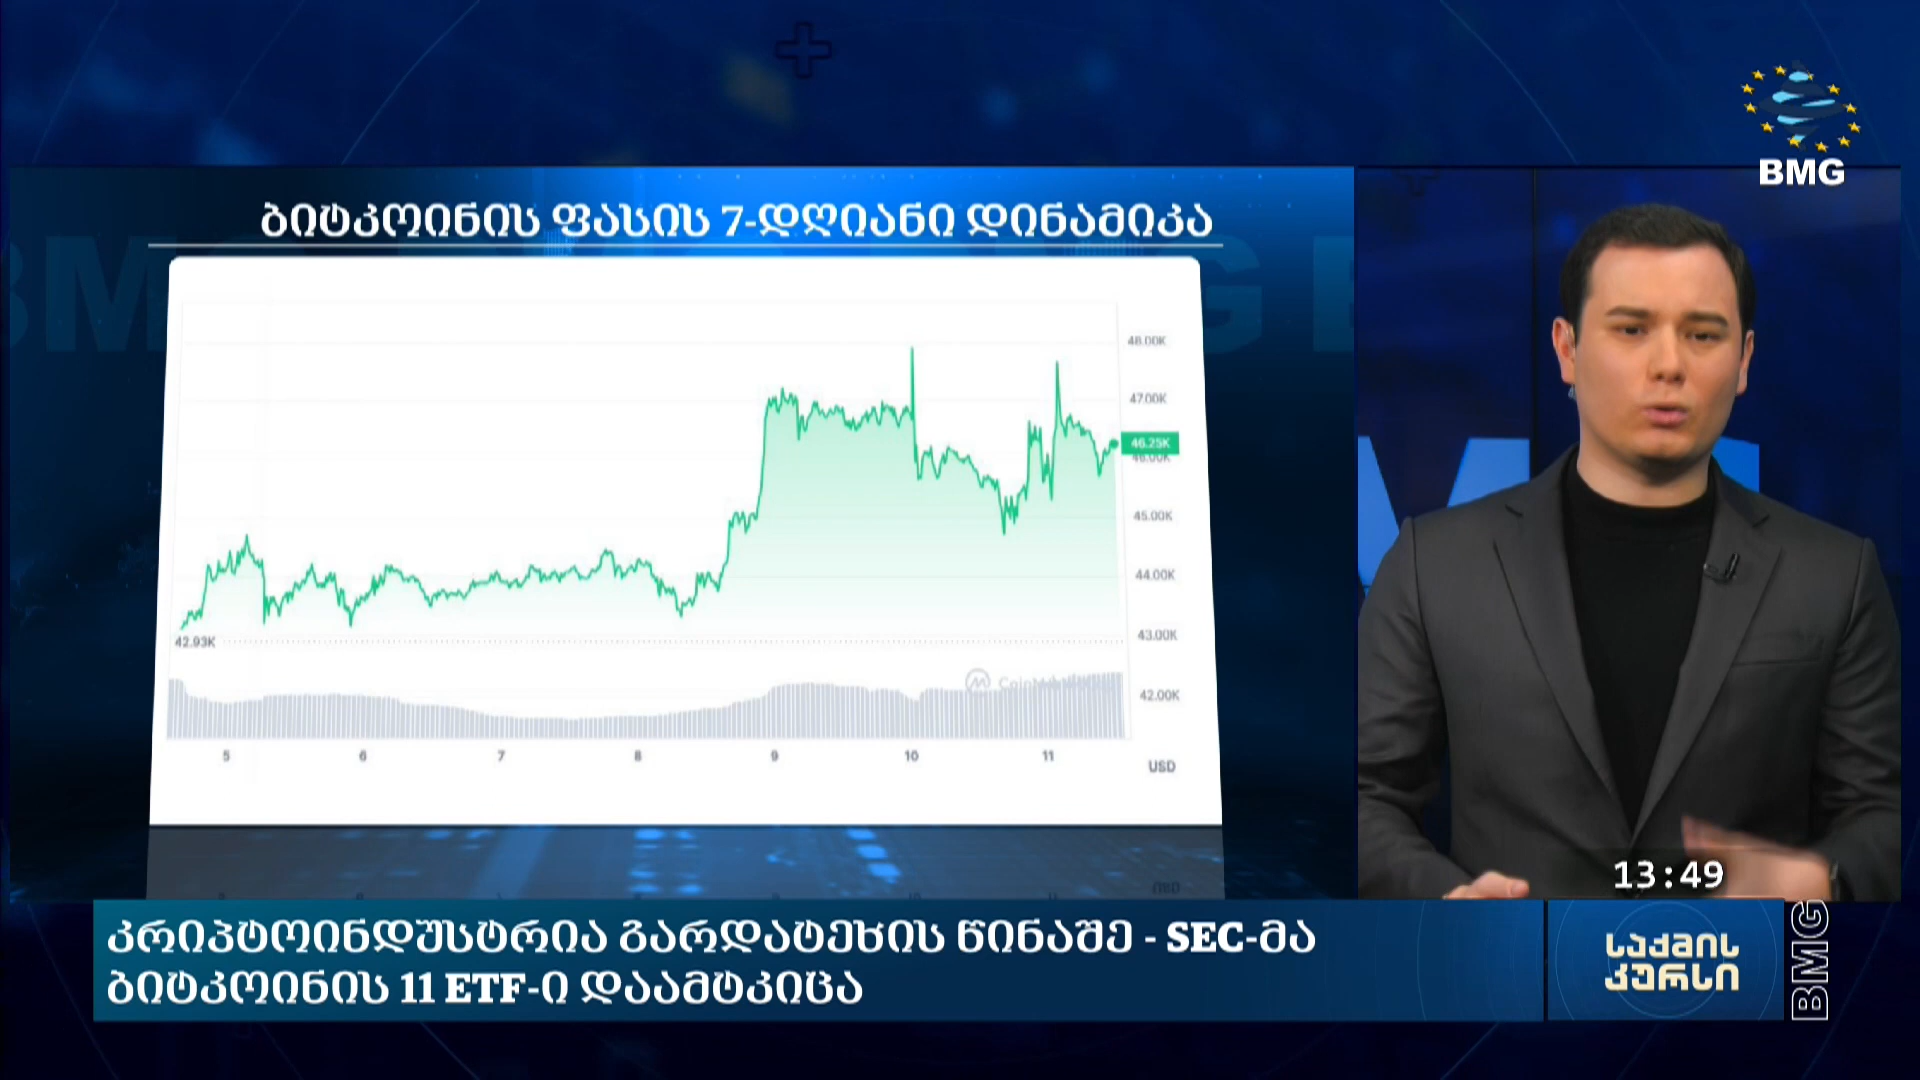 BMG
ᲑᲘᲢᲙᲝᲘᲜᲘᲡ ᲤᲐᲡᲘᲡ 7-ᲓᲦᲘᲐᲜᲘ ᲓᲘᲜᲐᲛᲘᲙᲐ
48.00K
47.00K
46.25K
46.00K
45.00K
44.00K
42.93K
43.00K
42.00K
5 6 7 8 9 10 11
USD
13:49
ᲙᲠᲘᲞᲢᲝᲘᲜᲓᲣᲡᲢᲠᲘᲐ ᲒᲐᲠᲓᲐᲢᲔᲮᲘᲡ ᲬᲘᲜᲐᲨᲔ - SEC-ᲛᲐ
ᲑᲘᲢᲙᲝᲘᲜᲘᲡ 11 ETF-Ი ᲓᲐᲐᲛᲢᲙᲘᲪᲐ
ᲡᲐᲥᲛᲘᲡ
ᲙᲣᲠᲡᲘ
BMG